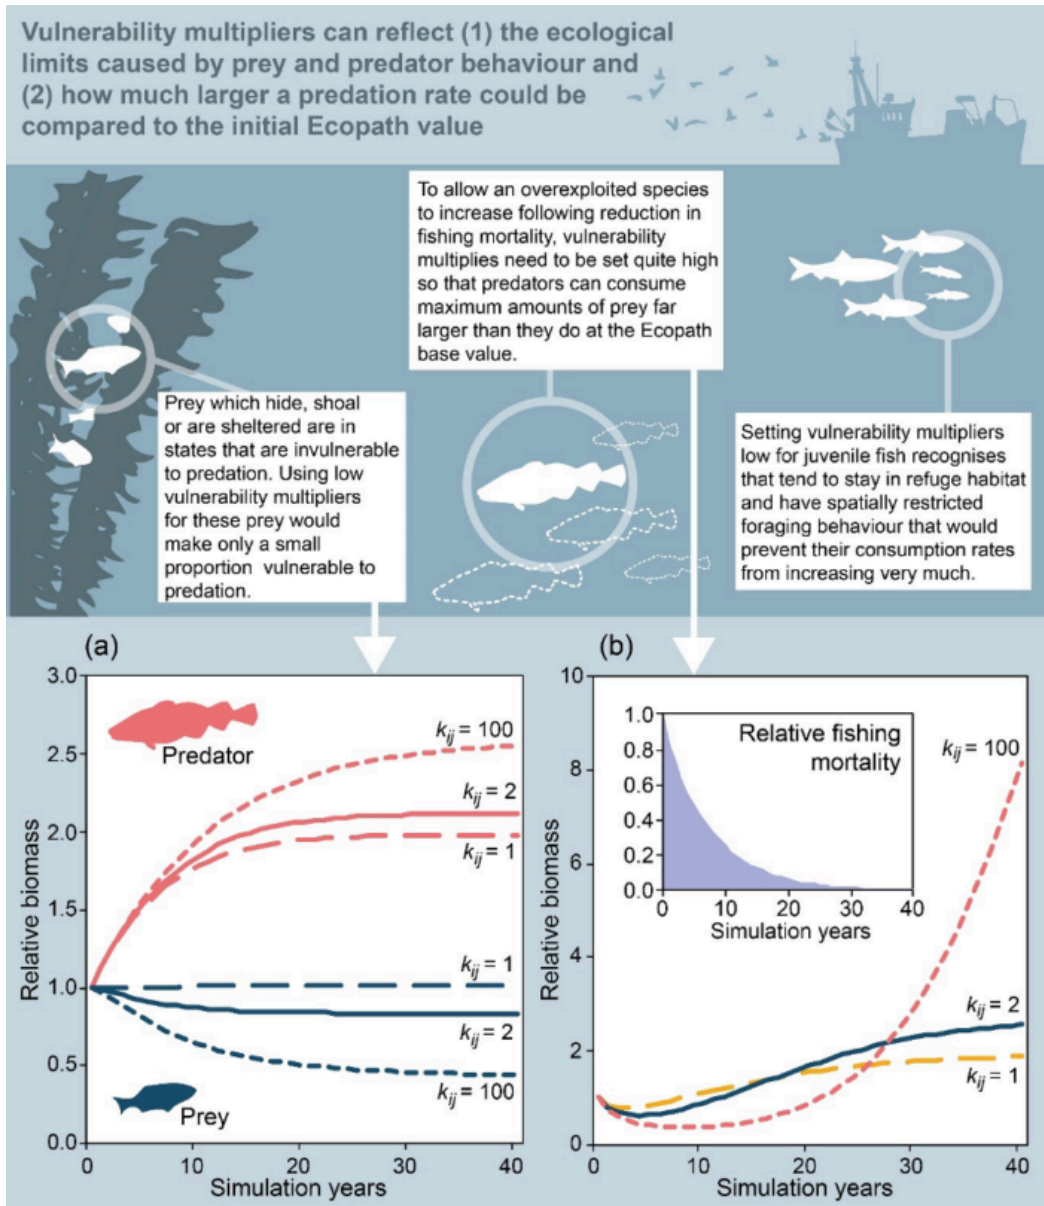 Vulnerability multipliers can reflect (1) the ecological
limits caused by prey and predator behaviour and
(2) how much larger a predation rate could be
compared to the initial Ecopath value
To allow an overexploited species
to increase following reduction in
fishing mortality, vulnerability
multiplies need to be set quite high
so that predators can consume
maximum amounts of prey far
larger than they do at the Ecopath
base value.
Prey which hide, shoal
or are sheltered are in
states that are invulnerable
to predation. Using low
vulnerability multipliers
for these prey would
make only a small
proportion vulnerable to
predation.
Setting vulnerability multipliers
low for juvenile fish recognises
that tend to stay in refuge habitat
and have spatially restricted
foraging behaviour that would
prevent their consumption rates
from increasing very much.
(a)
3.0
2.5
2.0
1.5
1.0
0.5
0.0
Relative biomass
Predator
kij = 100
kij = 2
kij = 1
kij = 1
kij = 2
kij = 100
Prey
0
10
20
30
40
Simulation years
(b)
10
8
6
4
2
0
Relative biomass
1.0
0.8
0.6
0.4
0.2
0.0
Relative fishing
mortality
0
10
20
30
40
Simulation years
kij = 100
kij = 2
kij = 1
0
10
20
30
40
Simulation years